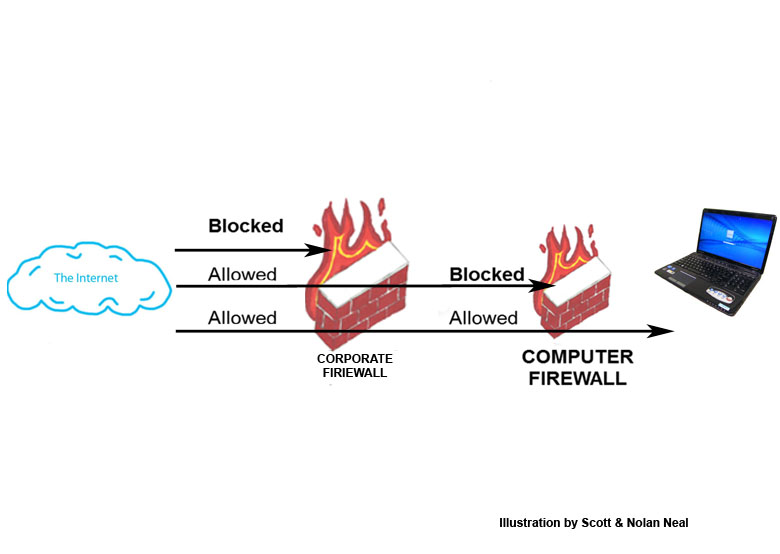 Blocked
The Internet
Allowed
Blocked
Allowed
Allowed
CORPORATE
FIRIEWALL
COMPUTER
FIREWALL
Illustration by Scott & Nolan Neal